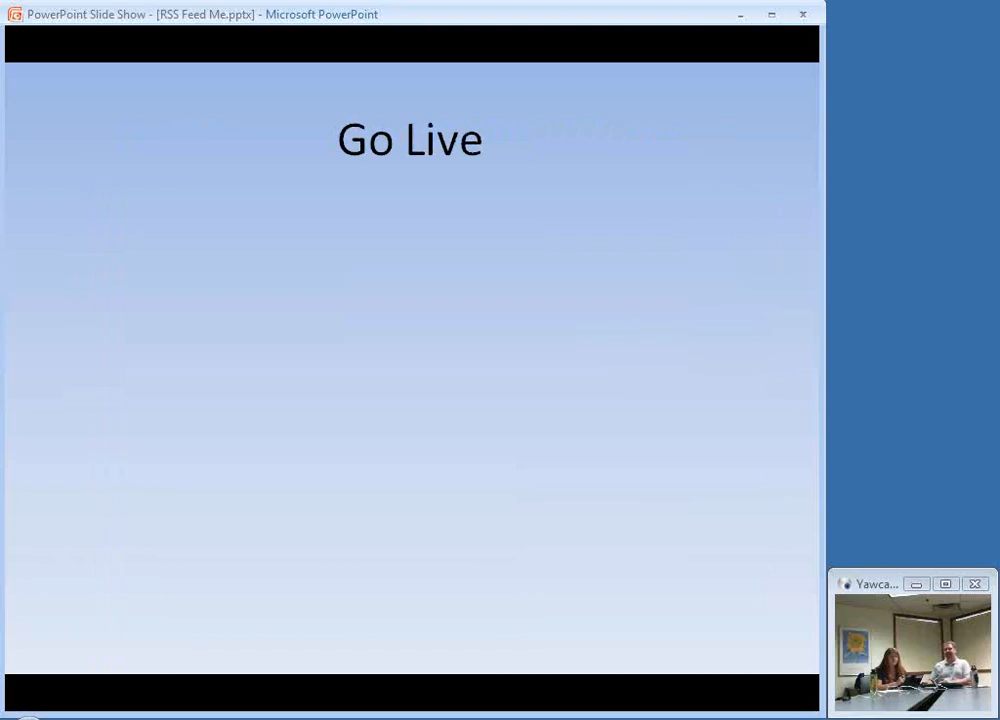 PowerPoint Slide Show - [RSS Feed Me.pptx] - Microsoft PowerPoint
Go Live
Yawca...